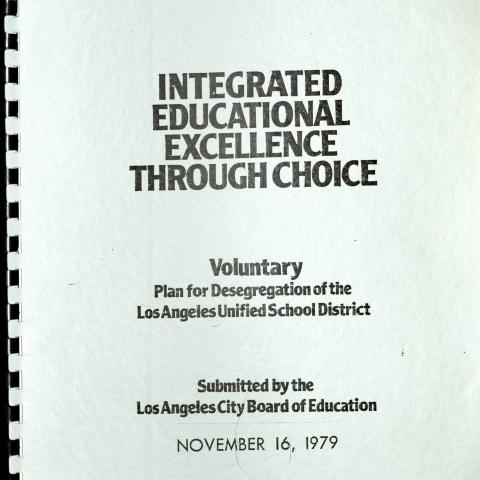 INTEGRATED
EDUCATIONAL
EXCELLENCE
THROUGH CHOICE
Voluntary
Plan for Desegregation of the
Los Angeles Unified School District
Submitted by the
Los Angeles City Board of Education
NOVEMBER 16, 1979